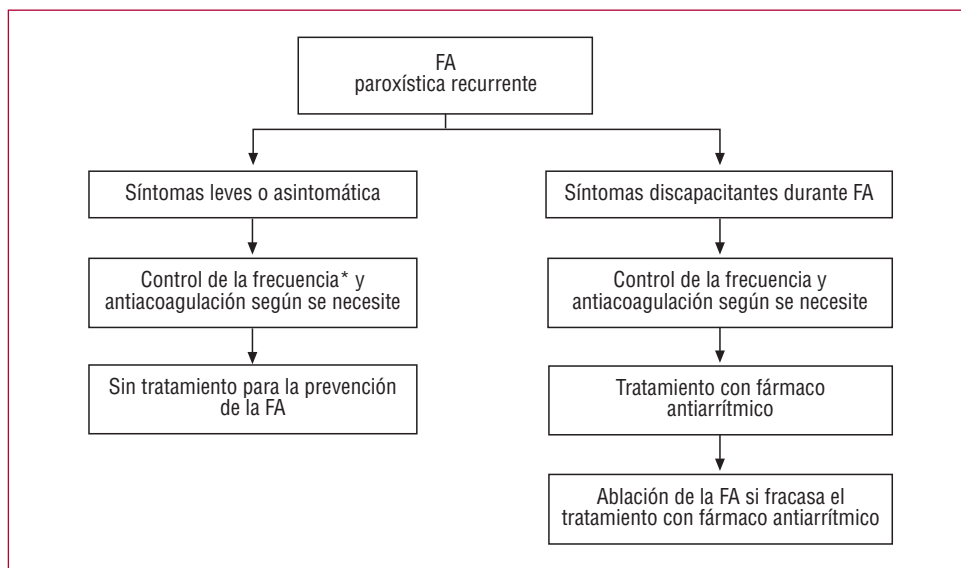 FA
paroxística recurrente
Síntomas leves o asintomática
Síntomas discapacitantes durante FA
Control de la frecuencia* y
antiacoagulación según se necesite
Control de la frecuencia y
antiacoagulación según se necesite
Sin tratamiento para la prevención
de la FA
Tratamiento con fármaco
antiarrítmico
Ablación de la FA si fracasa el
tratamiento con fármaco antiarrítmico